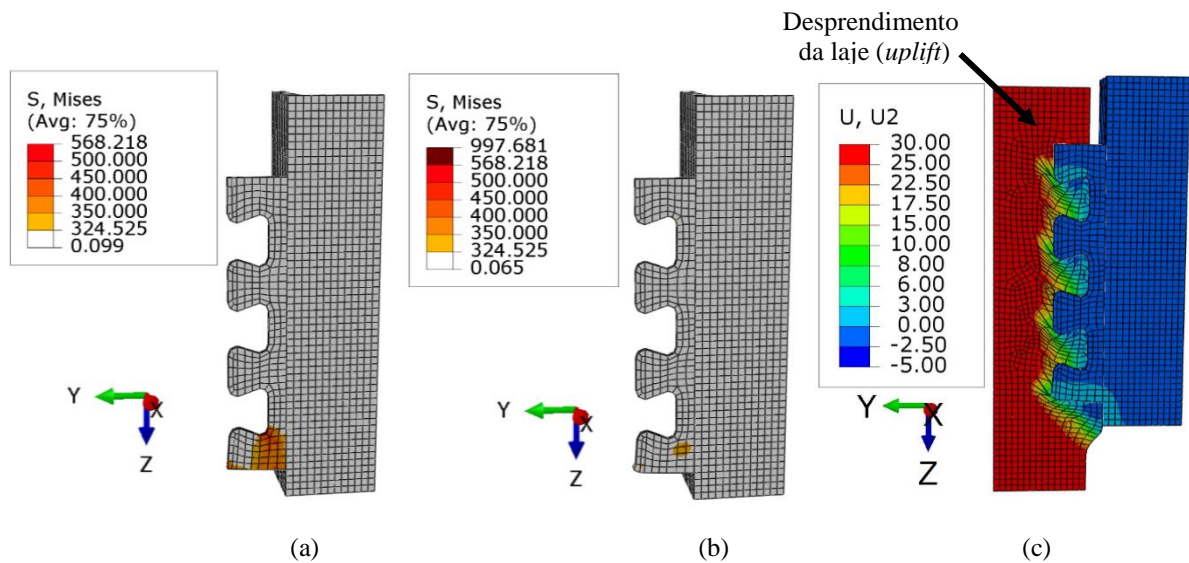 Desprendimento
da laje (uplift)
S, Mises
(Avg: 75%)
568.218
500.000
450.000
400.000
350.000
324.525
0.099
Y
X
Z
(a)
S, Mises
(Avg: 75%)
997.681
568.218
500.000
450.000
400.000
350.000
324.525
0.065
Y
X
Z
(b)
U, U2
30.00
25.00
22.50
17.50
15.00
10.00
8.00
6.00
3.00
0.00
-2.50
-5.00
Y
X
Z
(c)